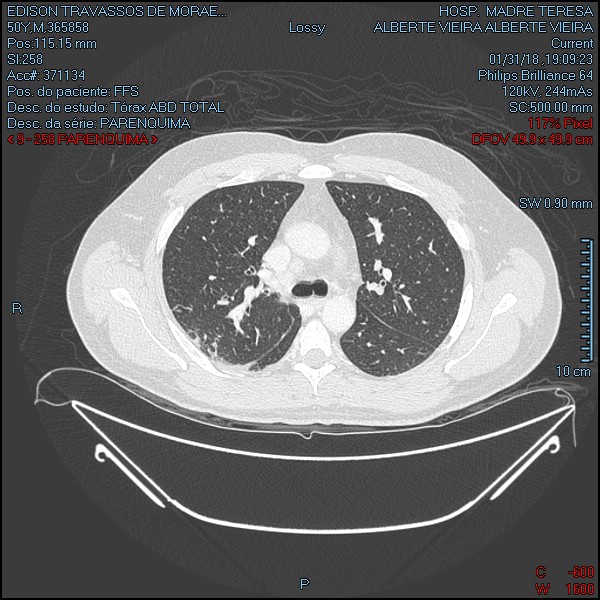 EDISON TRAVASSOS DE MORAE...
50Y,M,365858
Pos:115.15 mm
SI:258
Acc#: 371134
Pos. do paciente: FFS
Desc. do estudo: Tórax ABD TOTAL
Desc. da série: PARENQUIMA
< 9 - 258 PARENQUIMA >
Lossy
HOSP. MADRE TERESA
ALBERTE VIEIRA ALBERTE VIEIRA
Current
01/31/18 ,19:09:23
Philips Brilliance 64
120kV, 244mAs
SC:500.00 mm
117% Pixel
DFOV 49.9 x 49.9 cm
SW 0.90 mm
R
10 cm
P
C -600
W 1600